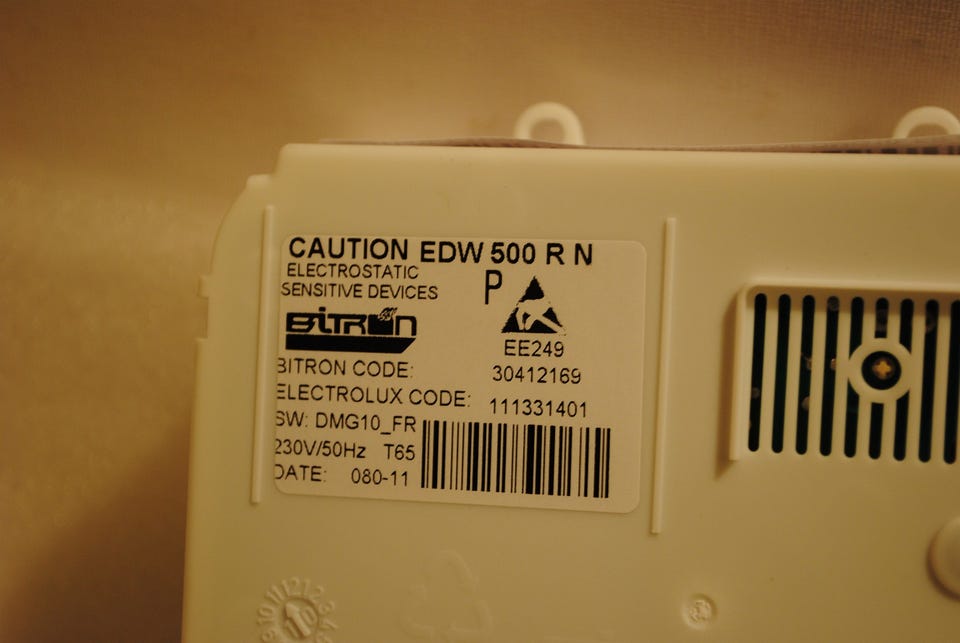 CAUTION EDW 500 R N
ELECTROSTATIC
SENSITIVE DEVICES
P
BITRON
EE249
BITRON CODE: 30412169
ELECTROLUX CODE: 111331401
SW: DMG10_FR
230V/50Hz T65
DATE: 080-11